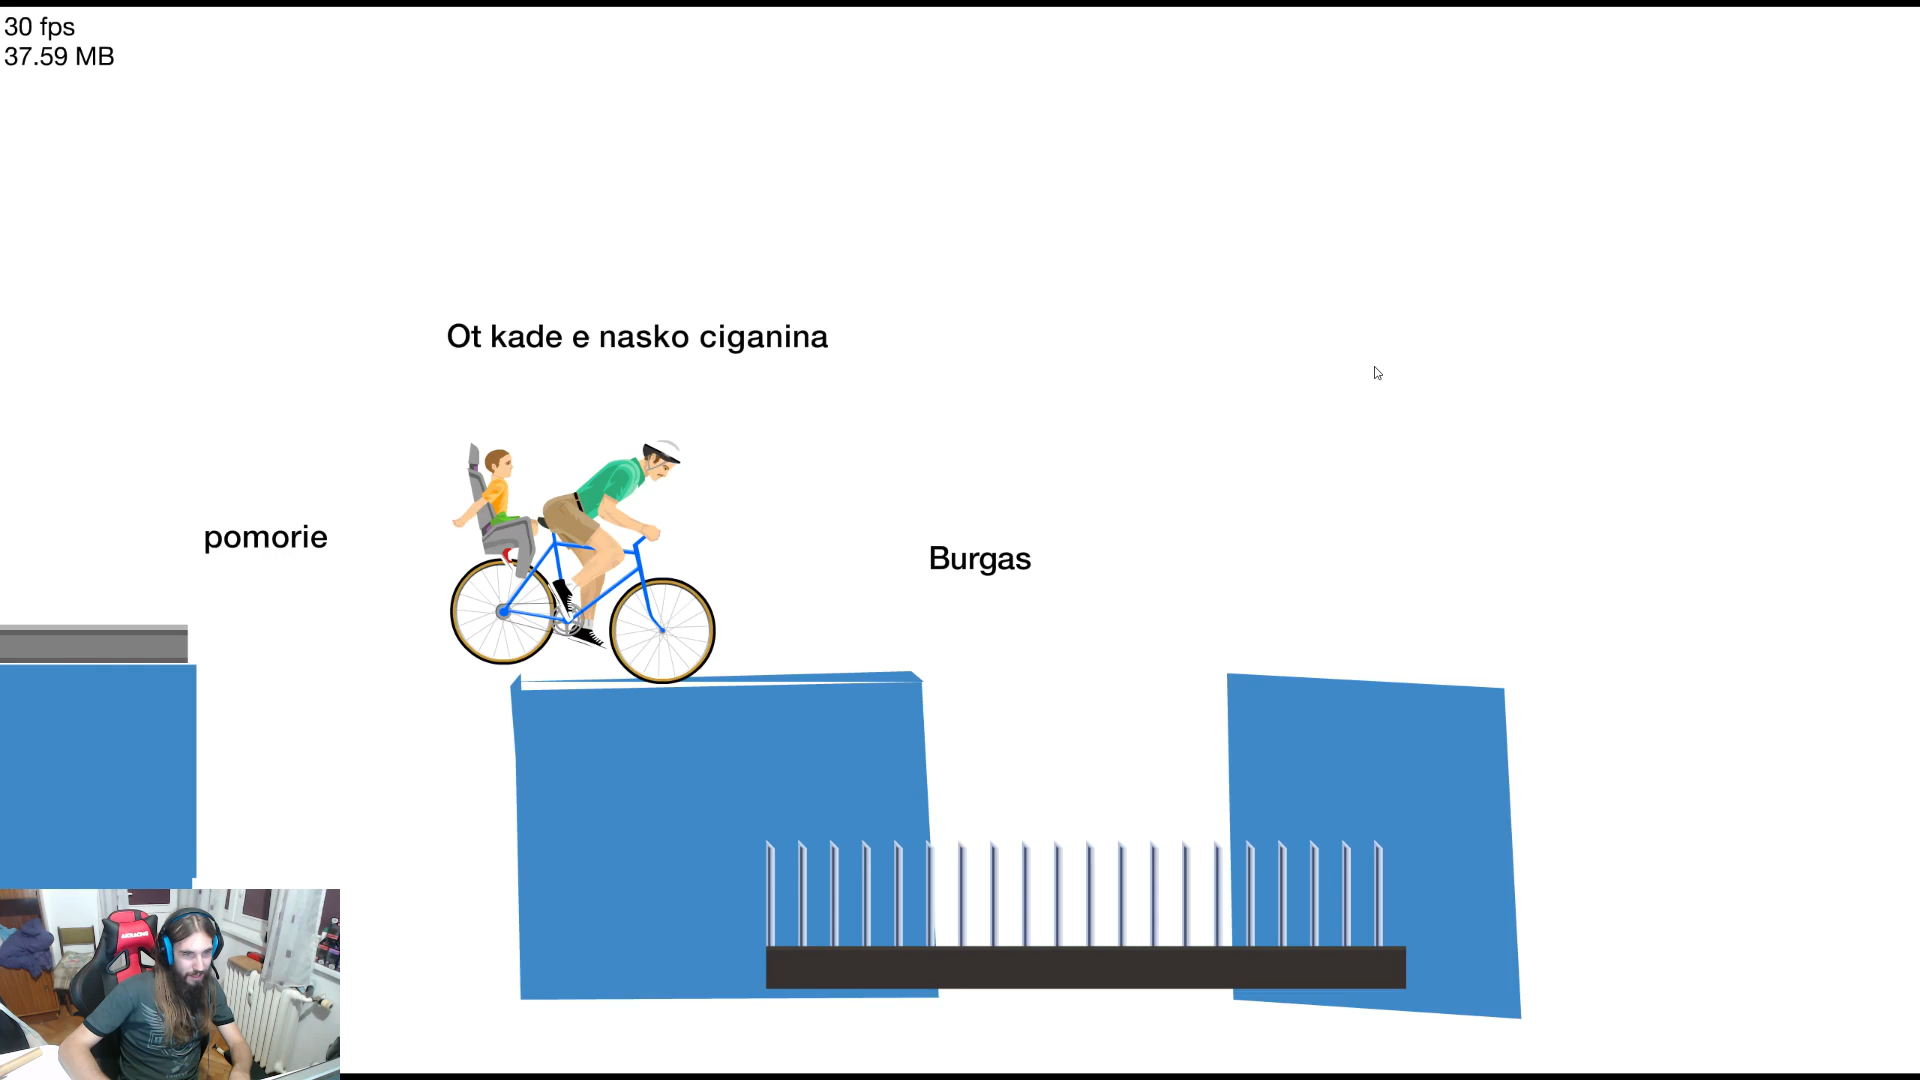 30 fps
37.59 MB
Ot kade e nasko ciganina
pomorie
Burgas